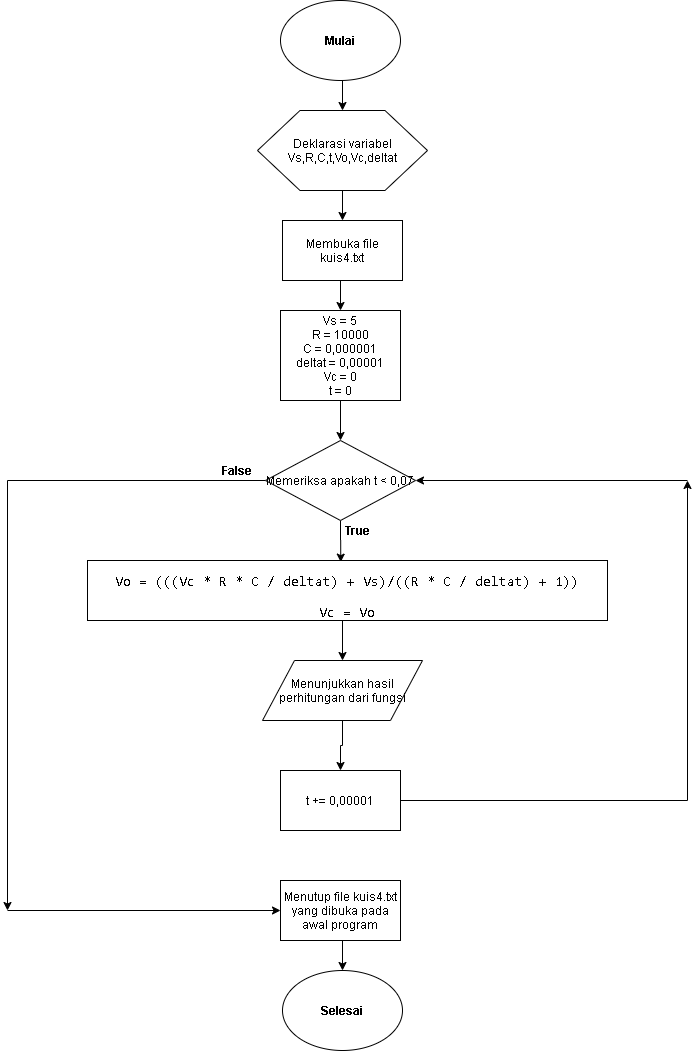 Mulai
Deklarasi variabel
Vs,R,C,t,Vo,Vc,deltat
Membuka file
kuis4.txt
Vs = 5
R = 10000
C = 0,000001
deltat = 0,00001
Vc = 0
t = 0
False
Memeriksa apakah t < 0,07
True
Vo = (((Vc * R * C / deltat) + Vs)/((R * C / deltat) + 1))
Vc = Vo
Menunjukkan hasil
perhitungan dari fungsi
t += 0,00001
Menutup file kuis4.txt
yang dibuka pada
awal program
Selesai